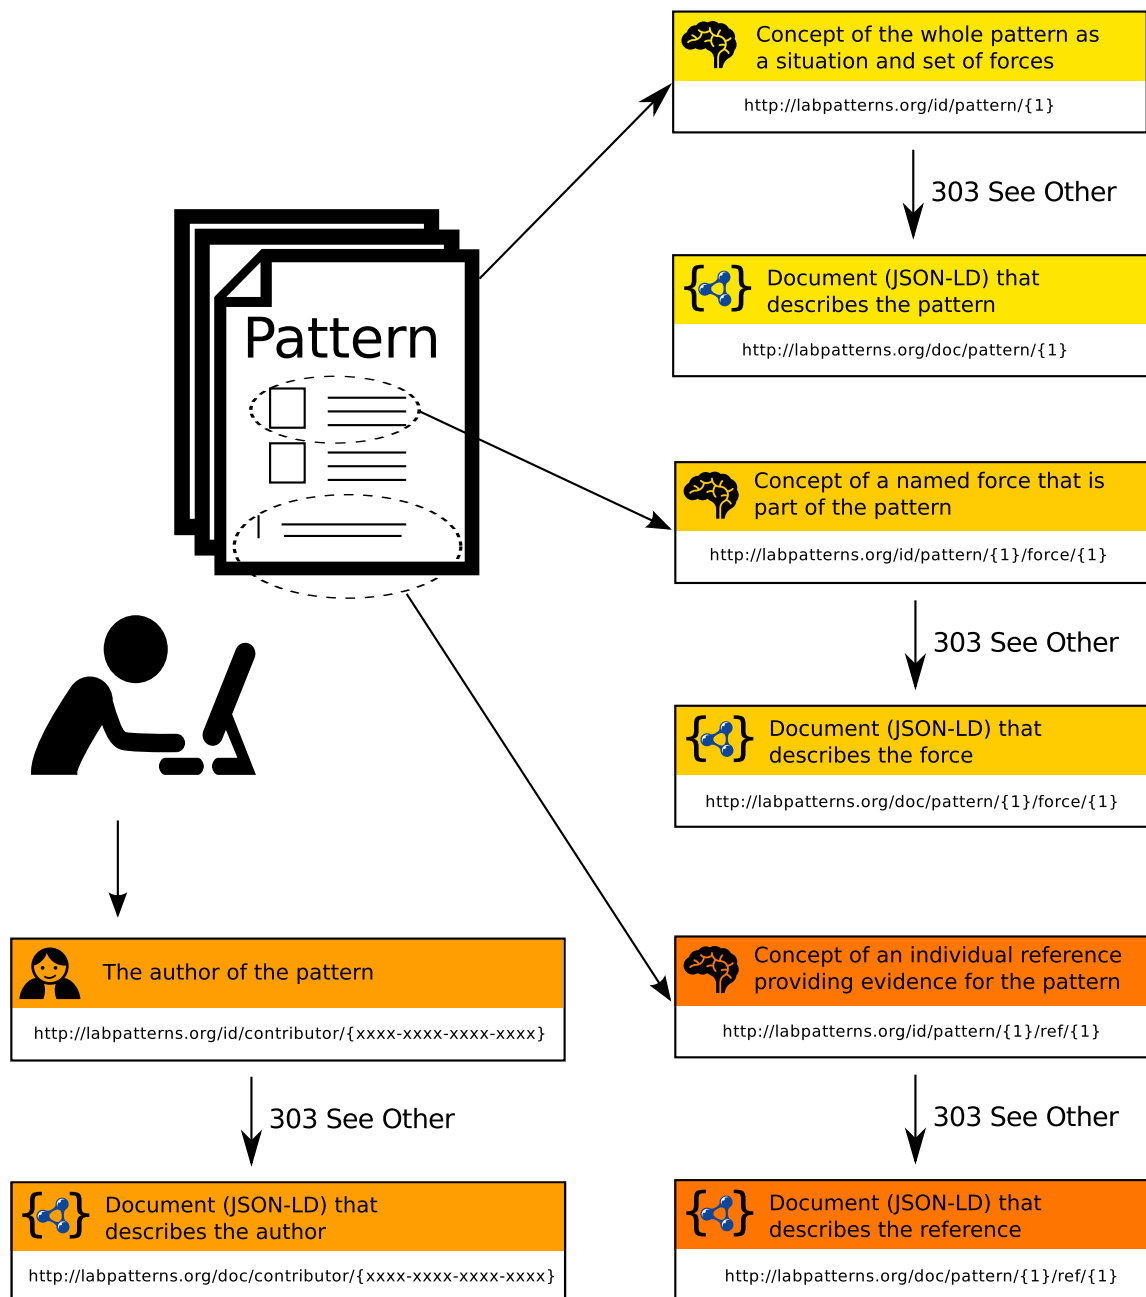 Concept of the whole pattern as
a situation and set of forces
http://labpatterns.org/id/pattern/{1}
303 See Other
Document (JSON-LD) that
describes the pattern
http://labpatterns.org/doc/pattern/{1}
Pattern
Concept of a named force that is
part of the pattern
http://labpatterns.org/id/pattern/{1}/force/{1}
303 See Other
Document (JSON-LD) that
describes the force
http://labpatterns.org/doc/pattern/{1}/force/{1}
The author of the pattern
http://labpatterns.org/id/contributor/{xxxx-xxxx-xxxx-xxxx}
303 See Other
Document (JSON-LD) that
describes the author
http://labpatterns.org/doc/contributor/{xxxx-xxxx-xxxx-xxxx}
Concept of an individual reference
providing evidence for the pattern
http://labpatterns.org/id/pattern/{1}/ref/{1}
303 See Other
Document (JSON-LD) that
describes the reference
http://labpatterns.org/doc/pattern/{1}/ref/{1}